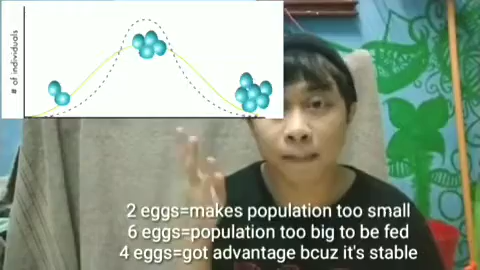 # of individuals
2 eggs=makes population too small
6 eggs=population too big to be fed
4 eggs=got advantage bcuz it's stable